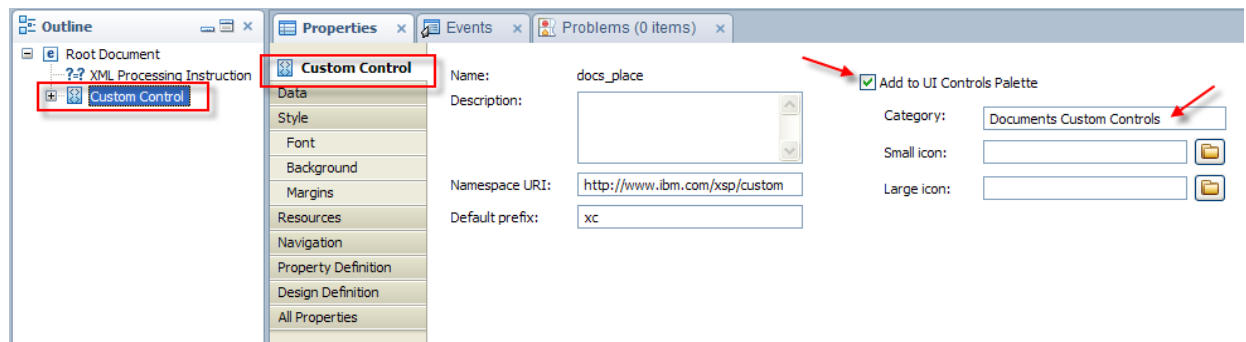 Outline
Root Document
?=? XML Processing Instruction
Custom Control
Properties
Events
Problems (0 items)
Custom Control
Data
Style
Font
Background
Margins
Resources
Navigation
Property Definition
Design Definition
All Properties
Name: docs_place
Description:
Namespace URI: http://www.ibm.com/xsp/custom
Default prefix: xc
Add to UI Controls Palette
Category: Documents Custom Controls
Small icon:
Large icon: